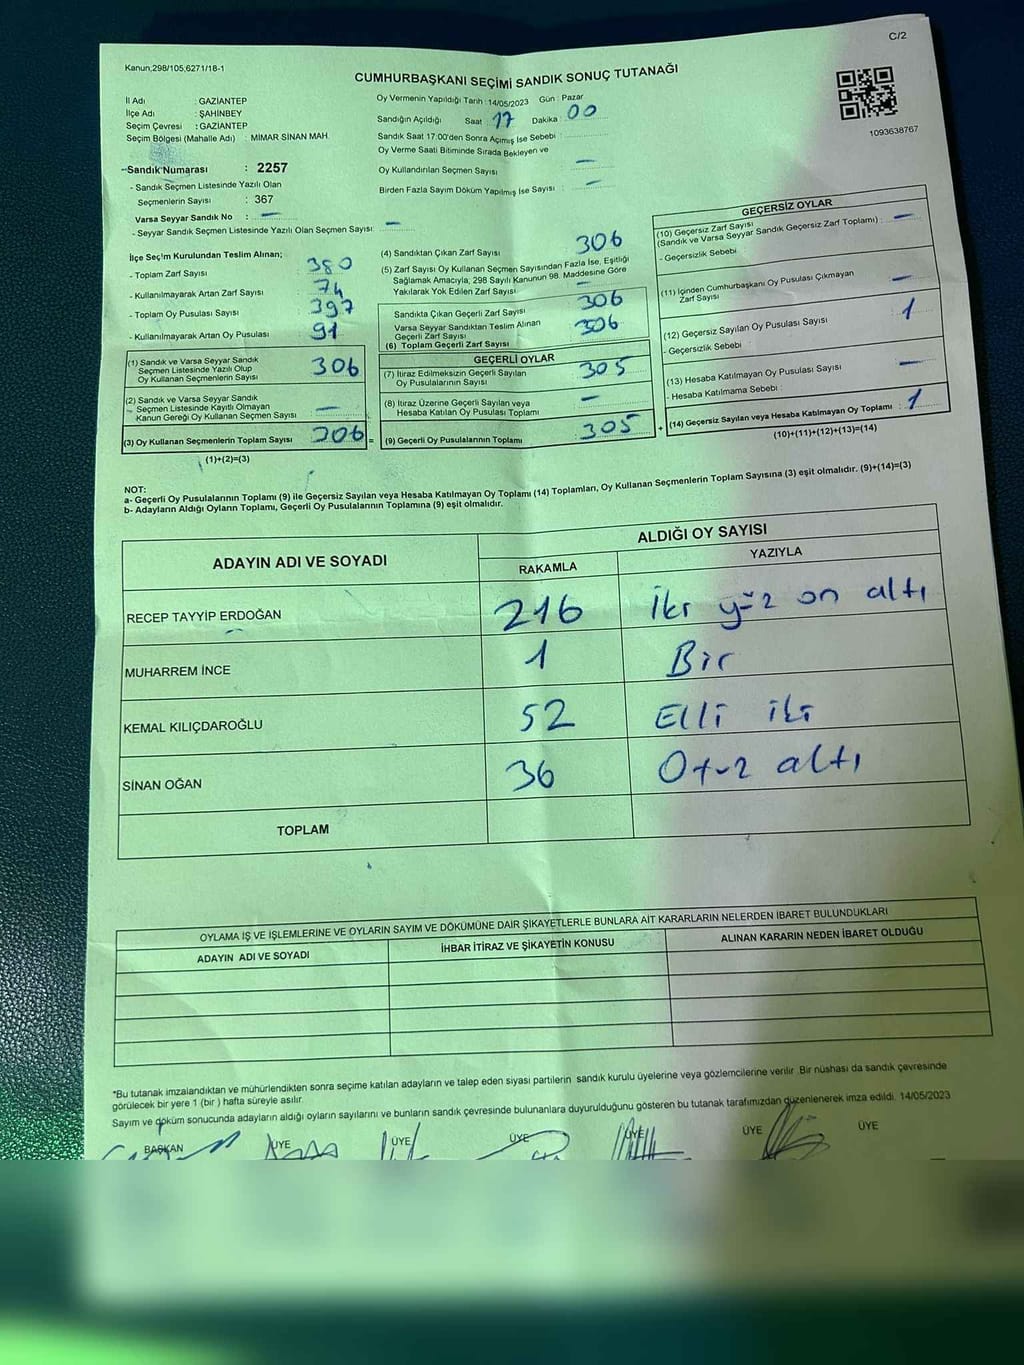 C/2
Kanun,298/105;6271/18-1
CUMHURBAŞKANI SEÇİMİ SANDIK SONUÇ TUTANAĞI
İl Adı : GAZİANTEP
İlçe Adı : ŞAHİNBEY
Seçim Çevresi : GAZİANTEP
Seçim Bölgesi (Mahalle Adı) : MİMAR SİNAN MAH.
Sandık Numarası : 2257
- Sandık Seçmen Listesinde Yazılı Olan
Seçmenlerin Sayısı : 367
Varsa Seyyar Sandık No : —
- Seyyar Sandık Seçmen Listesinde Yazılı Olan Seçmen Sayısı: —
Oy Vermenin Yapıldığı Tarih : 14/05/2023 Gün : Pazar
Sandığın Açıldığı Saat : 17 Dakika : 00
Sandık Saat 17:00'den Sonra Açılmış İse Sebebi :
Oy Verme Saati Bitiminde Sırada Bekleyen ve
Oy Kullandırılan Seçmen Sayısı : —
Birden Fazla Sayım Döküm Yapılmış İse Sayısı : —
1093638767
İlçe Seçim Kurulundan Teslim Alınan;
- Toplam Zarf Sayısı : 380
- Kullanılmayarak Artan Zarf Sayısı : 74
- Toplam Oy Pusulası Sayısı : 397
- Kullanılmayarak Artan Oy Pusulası : 91
(1) Sandık ve Varsa Seyyar Sandık
Seçmen Listesinde Yazılı Olup
Oy Kullanan Seçmenlerin Sayısı : 306
(2) Sandık ve Varsa Seyyar Sandık
Seçmen Listesinde Kayıtlı Olmayan
Kanun Gereği Oy Kullanan Seçmen Sayısı : —
(3) Oy Kullanan Seçmenlerin Toplam Sayısı : 306 =
(1)+(2)=(3)
(4) Sandıktan Çıkan Zarf Sayısı : 306
(5) Zarf Sayısı Oy Kullanan Seçmen Sayısından Fazla İse, Eşitliği
Sağlamak Amacıyla, 298 Sayılı Kanunun 98. Maddesine Göre
Yakılarak Yok Edilen Zarf Sayısı : —
Sandıkta Çıkan Geçerli Zarf Sayısı : 306
Varsa Seyyar Sandıktan Teslim Alınan
Geçerli Zarf Sayısı :
(6) Toplam Geçerli Zarf Sayısı : 306
GEÇERLİ OYLAR
(7) İtiraz Edilmeksizin Geçerli Sayılan
Oy Pusulalarının Sayısı : 305
(8) İtiraz Üzerine Geçerli Sayılan veya
Hesaba Katılan Oy Pusulası Toplamı : —
(9) Geçerli Oy Pusulalarının Toplamı : 305 +
GEÇERSİZ OYLAR
(10) Geçersiz Zarf Sayısı
(Sandık ve Varsa Seyyar Sandık Geçersiz Zarf Toplamı) : —
- Geçersizlik Sebebi
(11) İçinden Cumhurbaşkanı Oy Pusulası Çıkmayan
Zarf Sayısı : —
(12) Geçersiz Sayılan Oy Pusulası Sayısı : 1
- Geçersizlik Sebebi
(13) Hesaba Katılmayan Oy Pusulası Sayısı : —
- Hesaba Katılmama Sebebi :
(14) Geçersiz Sayılan veya Hesaba Katılmayan Oy Toplamı : 1
(10)+(11)+(12)+(13)=(14)
NOT:
a- Geçerli Oy Pusulalarının Toplamı (9) ile Geçersiz Sayılan veya Hesaba Katılmayan Oy Toplamı (14) Toplamları, Oy Kullanan Seçmenlerin Toplam Sayısına (3) eşit olmalıdır. (9)+(14)=(3)
b- Adayların Aldığı Oyların Toplamı, Geçerli Oy Pusulalarının Toplamına (9) eşit olmalıdır.
ADAYIN ADI VE SOYADI
ALDIĞI OY SAYISI
RAKAMLA YAZIYLA
RECEP TAYYİP ERDOĞAN 216 İki yüz on altı
MUHARREM İNCE 1 Bir
KEMAL KILIÇDAROĞLU 52 Elli iki
SİNAN OĞAN 36 Otuz altı
TOPLAM
OYLAMA İŞ VE İŞLEMLERİNE VE OYLARIN SAYIM VE DÖKÜMÜNE DAİR ŞİKAYETLERLE BUNLARA AİT KARARLARIN NELERDEN İBARET BULUNDUKLARI
ADAYIN ADI VE SOYADI İHBAR İTİRAZ VE ŞİKAYETİN KONUSU ALINAN KARARIN NEDEN İBARET OLDUĞU
*Bu tutanak imzalandıktan ve mühürlendikten sonra seçime katılan adayların ve talep eden siyasi partilerin sandık kurulu üyelerine veya gözlemcilerine verilir. Bir nüshası da sandık çevresinde
görülecek bir yere 1 (bir ) hafta süreyle asılır.
Sayım ve döküm sonucunda adayların aldığı oyların sayılarını ve bunların sandık çevresinde bulunanlara duyurulduğunu gösteren bu tutanak tarafımızdan düzenlenerek imza edildi. 14/05/2023
BAŞKAN ÜYE ÜYE ÜYE ÜYE ÜYE ÜYE